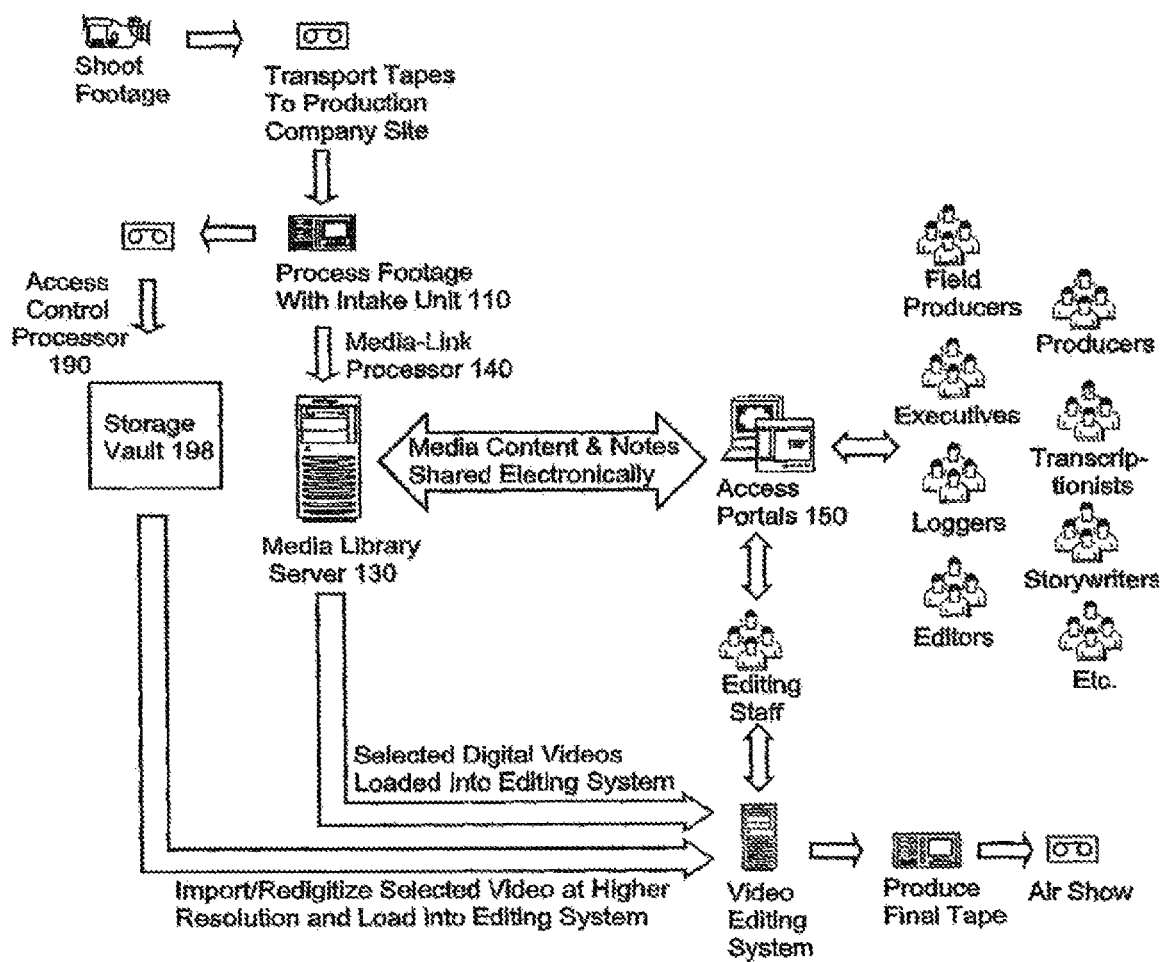 Shoot
Footage
Transport Tapes
To Production
Company Site
Process Footage
With Intake Unit 110
Access
Control
Processor
190
Media-Link
Processor 140
Storage
Vault 198
Media Library
Server 130
Media Content & Notes
Shared Electronically
Access
Portals 150
Field
Producers
Producers
Executives
Transcrip-
tionists
Loggers
Storywriters
Editors
Etc.
Editing
Staff
Selected Digital Videos
Loaded into Editing System
Import/Redigitize Selected Video at Higher
Resolution and Load into Editing System
Video
Editing
System
Produce
Final Tape
Air Show